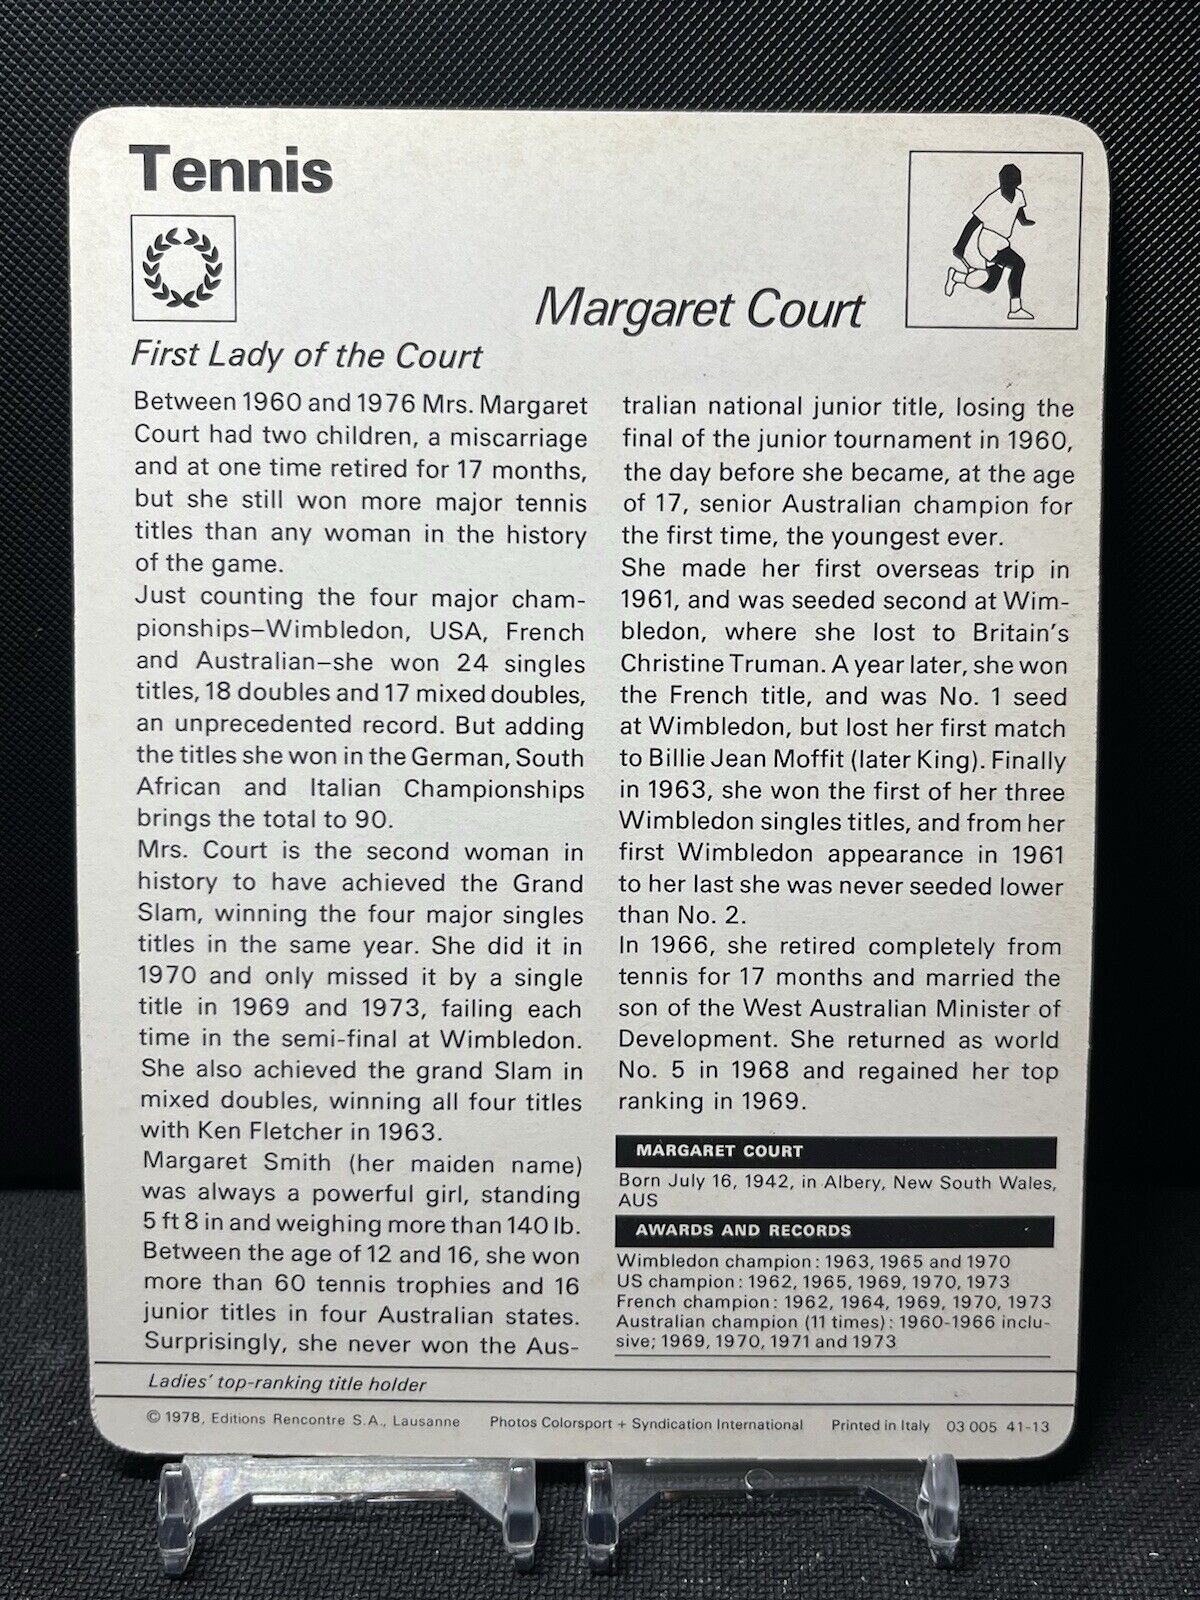 Tennis
Margaret Court
First Lady of the Court
Between 1960 and 1976 Mrs. Margaret
Court had two children, a miscarriage
and at one time retired for 17 months,
but she still won more major tennis
titles than any woman in the history
of the game.
Just counting the four major cham-
pionships–Wimbledon, USA, French
and Australian–she won 24 singles
titles, 18 doubles and 17 mixed doubles,
an unprecedented record. But adding
the titles she won in the German, South
African and Italian Championships
brings the total to 90.
Mrs. Court is the second woman in
history to have achieved the Grand
Slam, winning the four major singles
titles in the same year. She did it in
1970 and only missed it by a single
title in 1969 and 1973, failing each
time in the semi-final at Wimbledon.
She also achieved the grand Slam in
mixed doubles, winning all four titles
with Ken Fletcher in 1963.
Margaret Smith (her maiden name)
was always a powerful girl, standing
5 ft 8 in and weighing more than 140 lb.
Between the age of 12 and 16, she won
more than 60 tennis trophies and 16
junior titles in four Australian states.
Surprisingly, she never won the Aus-
tralian national junior title, losing the
final of the junior tournament in 1960,
the day before she became, at the age
of 17, senior Australian champion for
the first time, the youngest ever.
She made her first overseas trip in
1961, and was seeded second at Wim-
bledon, where she lost to Britain's
Christine Truman. A year later, she won
the French title, and was No. 1 seed
at Wimbledon, but lost her first match
to Billie Jean Moffit (later King). Finally
in 1963, she won the first of her three
Wimbledon singles titles, and from her
first Wimbledon appearance in 1961
to her last she was never seeded lower
than No. 2.
In 1966, she retired completely from
tennis for 17 months and married the
son of the West Australian Minister of
Development. She returned as world
No. 5 in 1968 and regained her top
ranking in 1969.
MARGARET COURT
Born July 16, 1942, in Albery, New South Wales,
AUS
AWARDS AND RECORDS
Wimbledon champion: 1963, 1965 and 1970
US champion: 1962, 1965, 1969, 1970, 1973
French champion: 1962, 1964, 1969, 1970, 1973
Australian champion (11 times): 1960-1966 inclu-
sive; 1969, 1970, 1971 and 1973
Ladies' top-ranking title holder
© 1978, Editions Rencontre S.A., Lausanne Photos Colorsport + Syndication International Printed in Italy 03 005 41-13